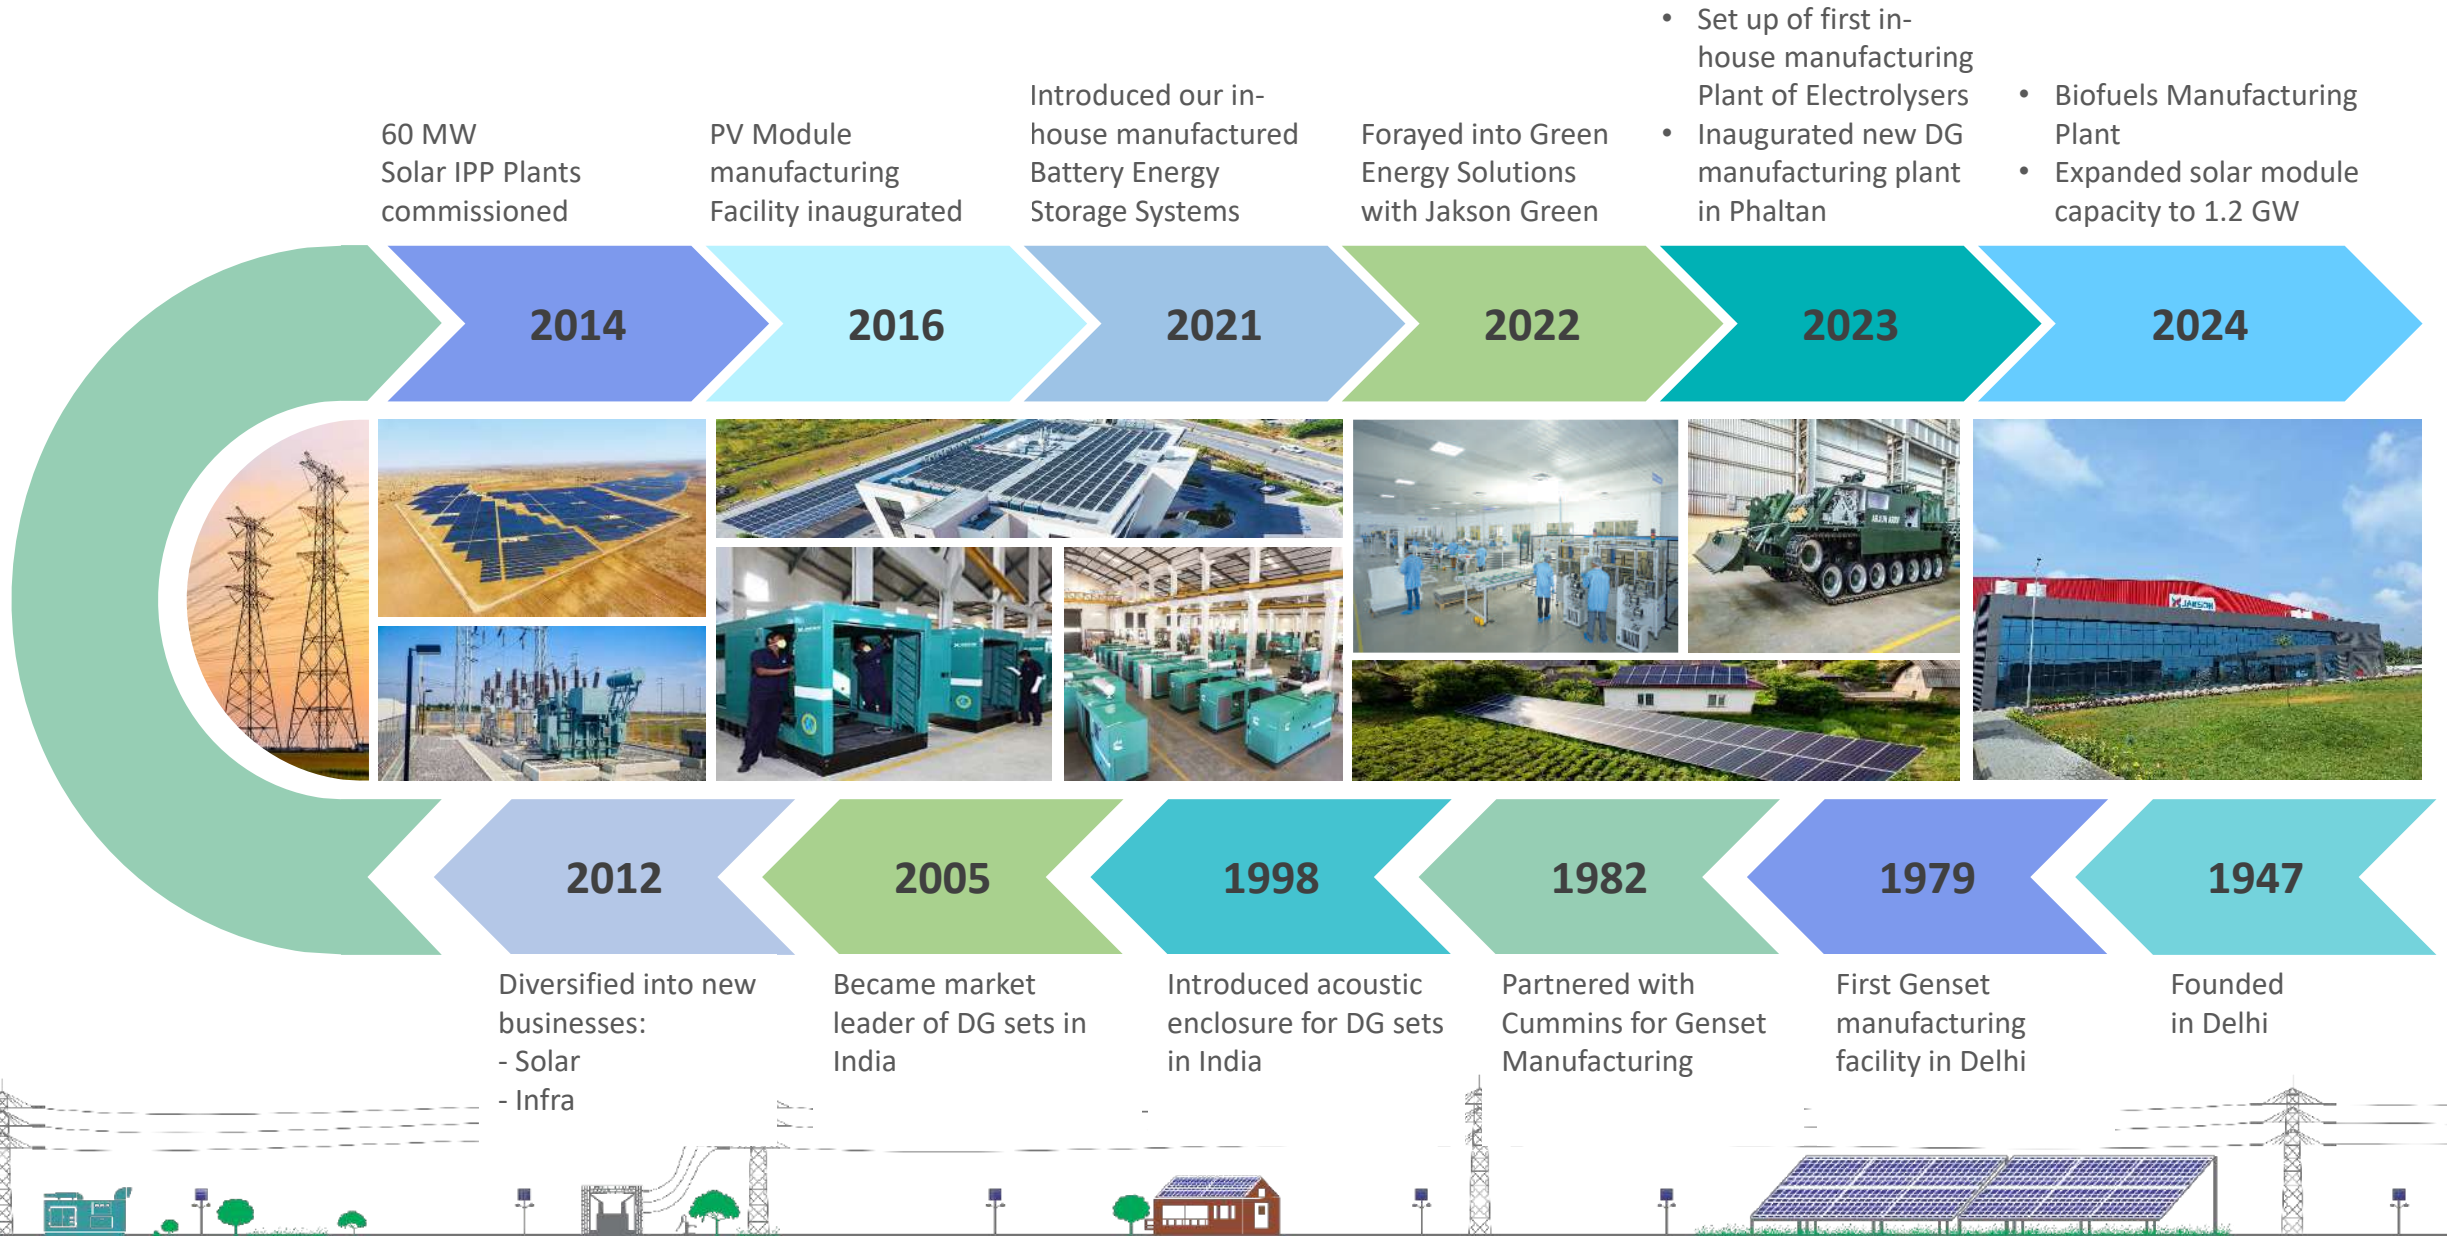 60 MW
Solar IPP Plants
commissioned
PV Module
manufacturing
Facility inaugurated
Introduced our in-
house manufactured
Battery Energy
Storage Systems
Forayed into Green
Energy Solutions
with Jakson Green
• Set up of first in-
house manufacturing
Plant of Electrolysers
• Inaugurated new DG
manufacturing plant
in Phaltan
• Biofuels Manufacturing
Plant
• Expanded solar module
capacity to 1.2 GW
2014
2016
2021
2022
2023
2024
JAKSON
2012
2005
1998
1982
1979
1947
Diversified into new
businesses:
- Solar
- Infra
Became market
leader of DG sets in
India
Introduced acoustic
enclosure for DG sets
in India
Partnered with
Cummins for Genset
Manufacturing
First Genset
manufacturing
facility in Delhi
Founded
in Delhi